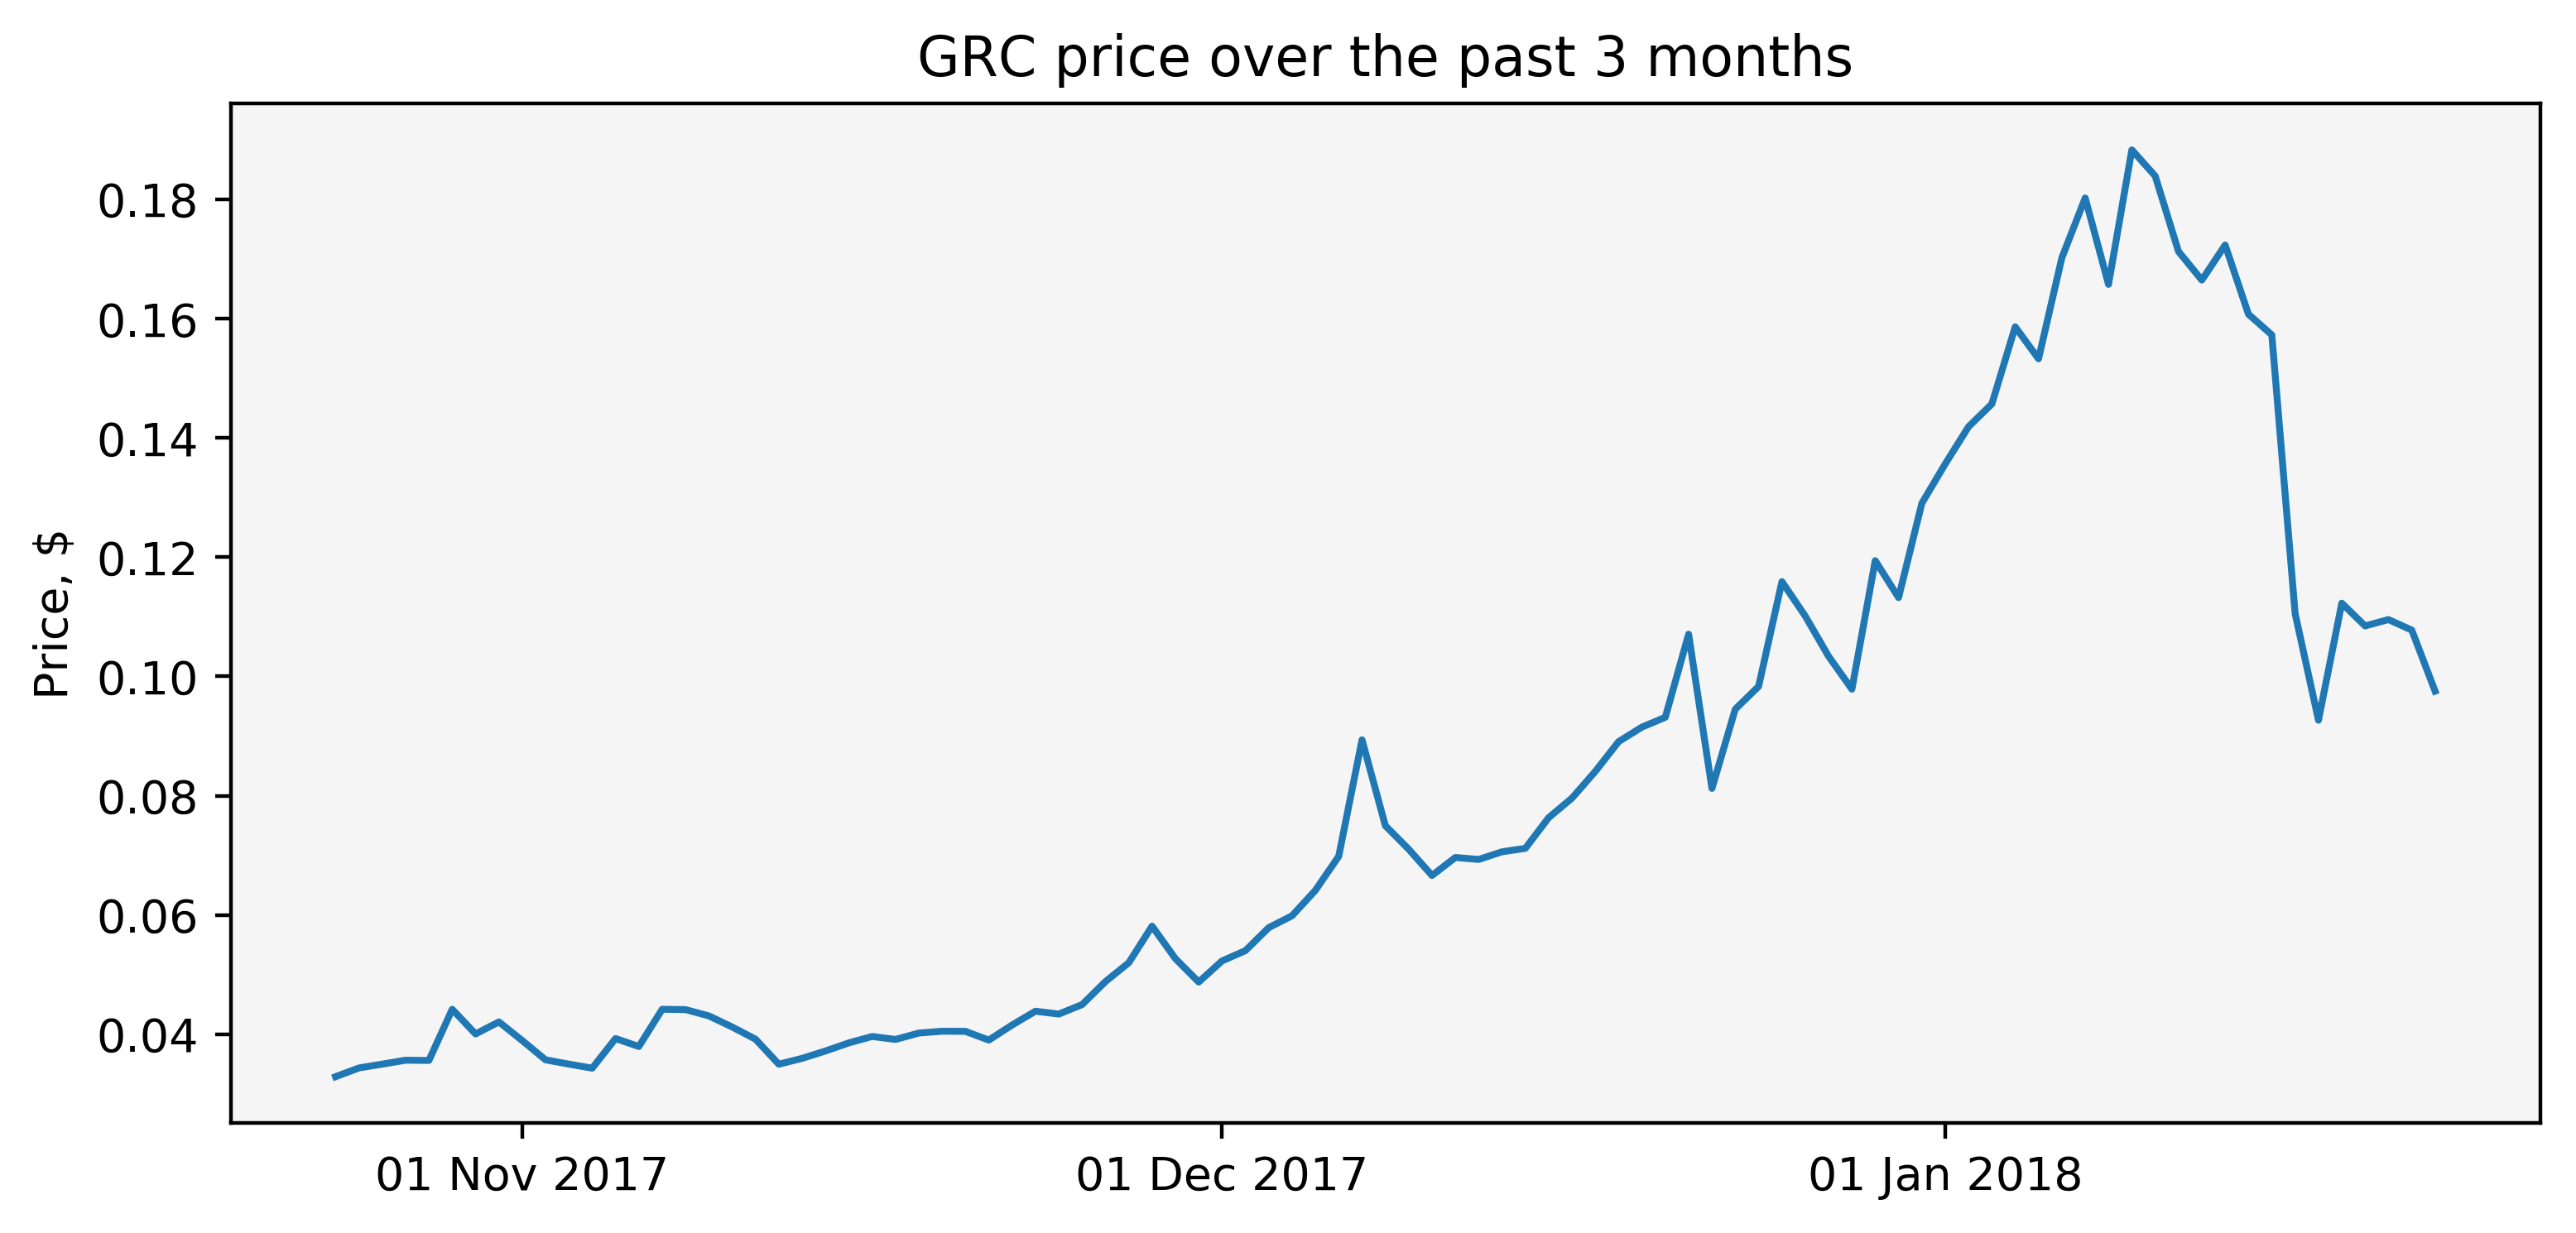 GRC price over the past 3 months
Price, $
0.18
0.16
0.14
0.12
0.10
0.08
0.06
0.04
01 Nov 2017
01 Dec 2017
01 Jan 2018